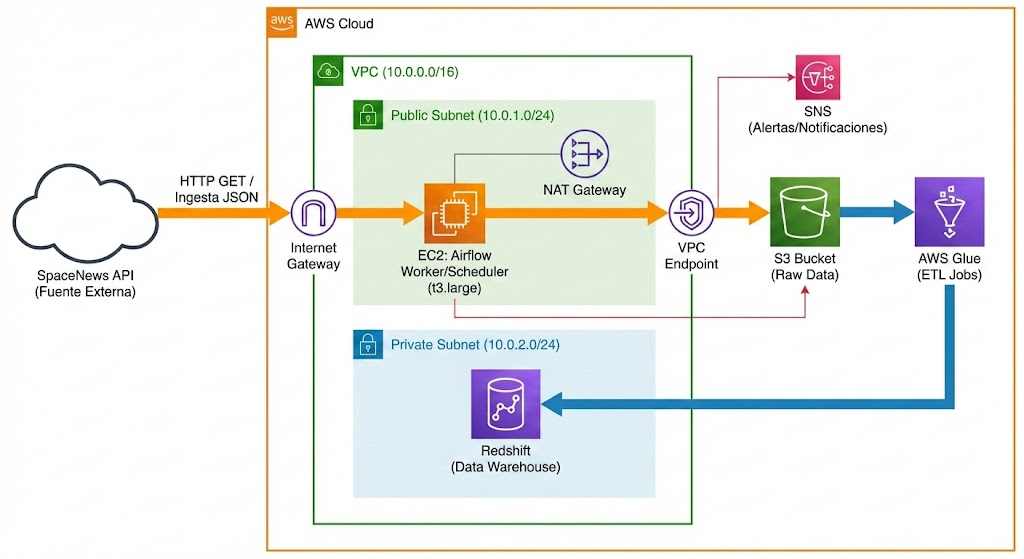 aws
AWS Cloud
VPC (10.0.0.0/16)
Public Subnet (10.0.1.0/24)
SNS
(Alertas/Notificaciones)
HTTP GET /
Ingesta JSON
NAT Gateway
SpaceNews API
(Fuente Externa)
Internet
Gateway
EC2: Airflow
Worker/Scheduler
(t3.large)
VPC
Endpoint
S3 Bucket
(Raw Data)
AWS Glue
(ETL Jobs)
Private Subnet (10.0.2.0/24)
Redshift
(Data Warehouse)